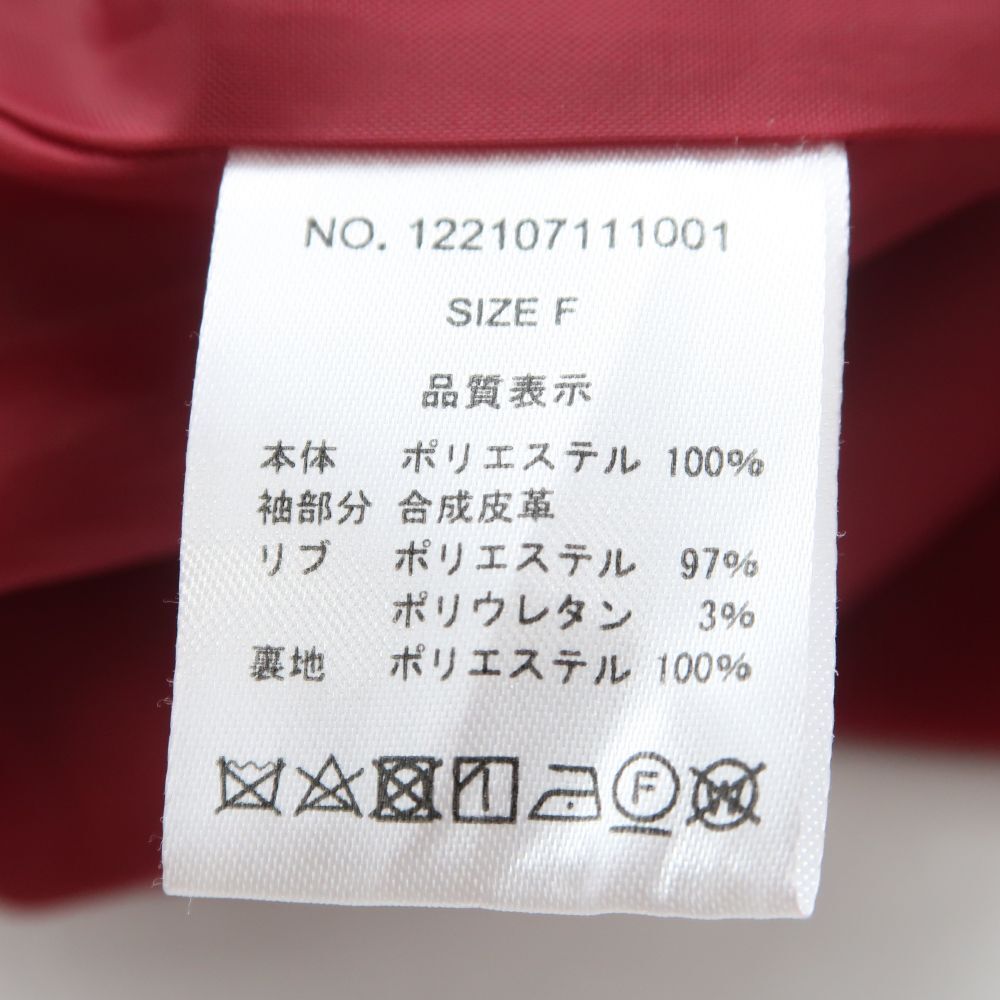 NO. 122107111001
SIZE F
品質表示
本体 ポリエステル 100%
袖部分 合成皮革
リブ ポリエステル 97%
ポリウレタン 3%
裏地 ポリエステル 100%
F W